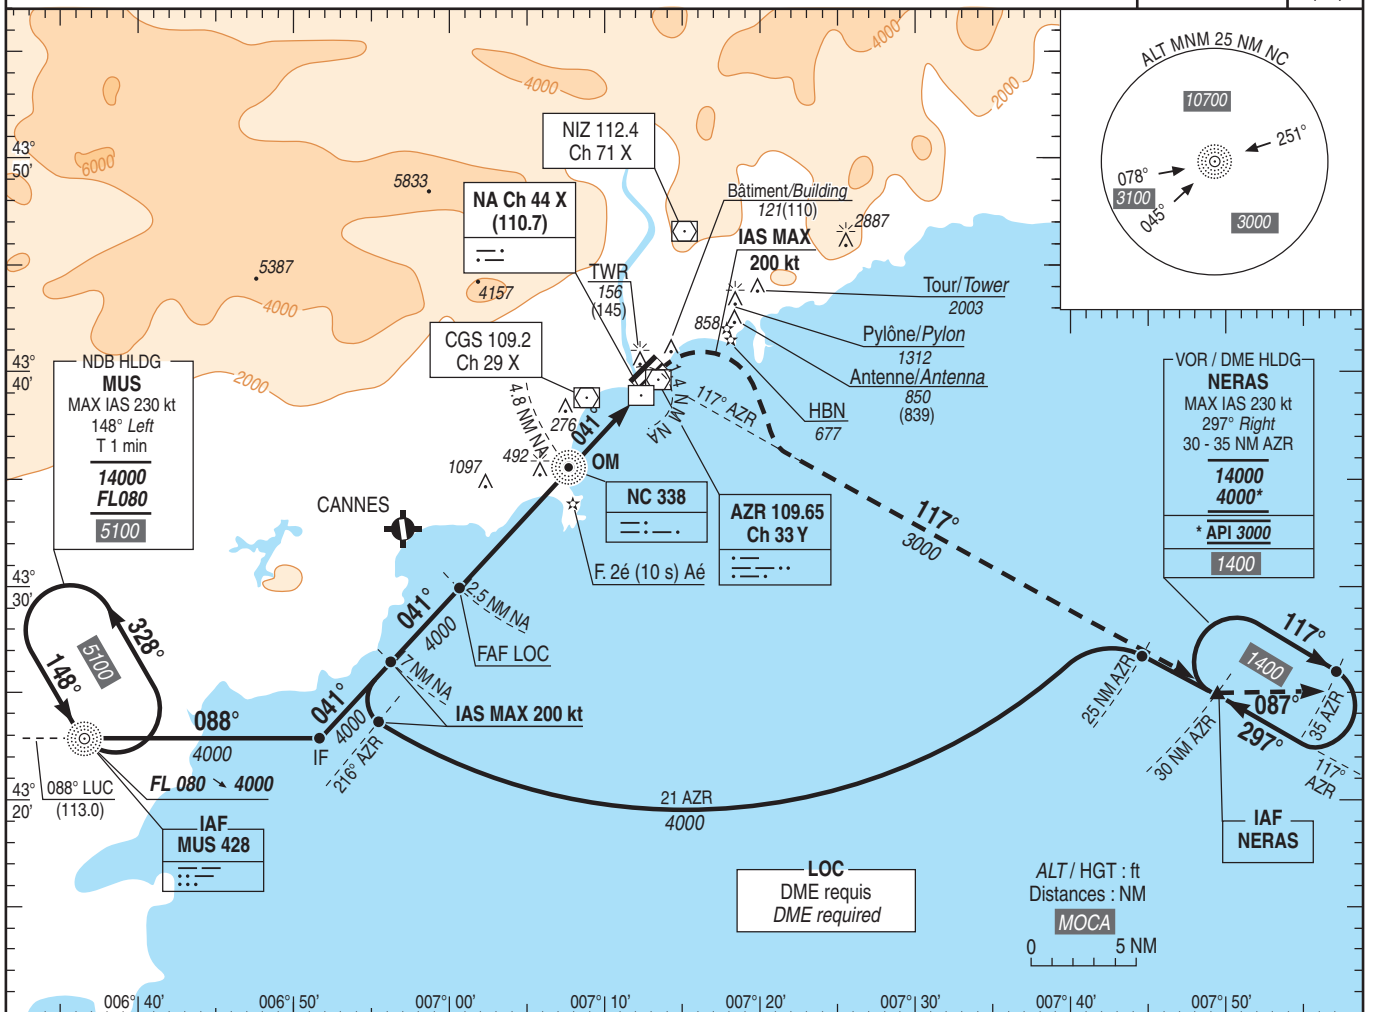 ALT MNM 25 NM NC
10700
251°
078°
3100
045°
3000
4000
4000
2000
6000
5833
5387
4000
4157
2000
NIZ 112.4
Ch 71 X
NA Ch 44 X
(110.7)
TWR
156
(145)
Bâtiment/Building
121(110)
IAS MAX
200 kt
2887
Tour/Tower
2003
858
Pylône/Pylon
1312
Antenne/Antenna
850
(839)
HBN
677
CGS 109.2
Ch 29 X
4.8 NM NA
276
041°
1.4 NM NA
117° AZR
492
1097
OM
NC 338
AZR 109.65
Ch 33 Y
F. 2é (10 s) Aé
CANNES
43°
50'
43°
40'
43°
30'
43°
20'
NDB HLDG
MUS
MAX IAS 230 kt
148° Left
T 1 min
14000
FL080
5100
VOR / DME HLDG
NERAS
MAX IAS 230 kt
297° Right
30 - 35 NM AZR
14000
4000*
* API 3000
1400
117°
3000
2.5 NM NA
FAF LOC
041°
4000
7 NM NA
IAS MAX 200 kt
041°
4000
216° AZR
IF
328°
5100
148°
088°
4000
088° LUC
(113.0)
FL 080 ↘ 4000
IAF
MUS 428
21 AZR
4000
25 NM AZR
30 NM AZR
117°
1400
087°
297°
35 AZR
117°
AZR
IAF
NERAS
LOC
DME requis
DME required
ALT / HGT : ft
Distances : NM
MOCA
0 5 NM
006° 40' 006° 50' 007° 00' 007° 10' 007° 20' 007° 30' 007° 40' 007° 50'